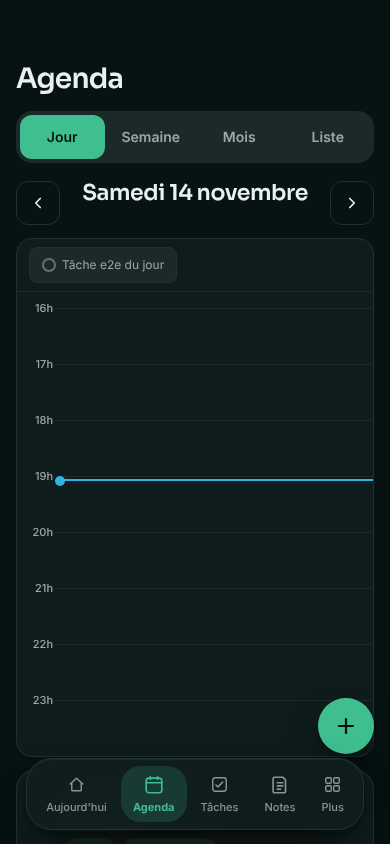 Agenda
Jour Semaine Mois Liste
Samedi 14 novembre
Tâche e2e du jour
16h
17h
18h
19h
20h
21h
22h
23h
Aujourd'hui Agenda Tâches Notes Plus